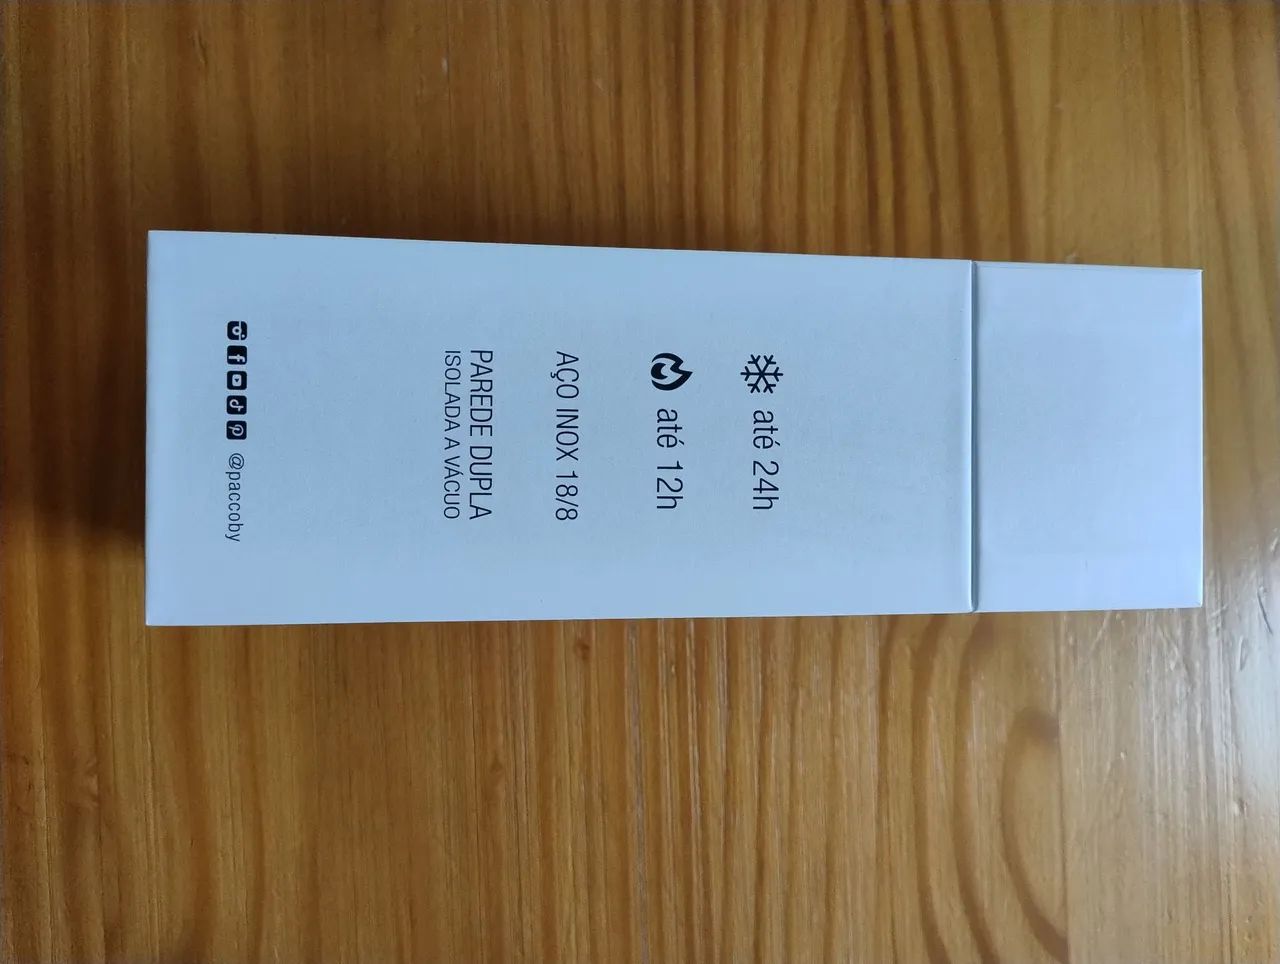 até 24h
até 12h
AÇO INOX 18/8
PAREDE DUPLA
ISOLADA A VÁCUO
@paccoby